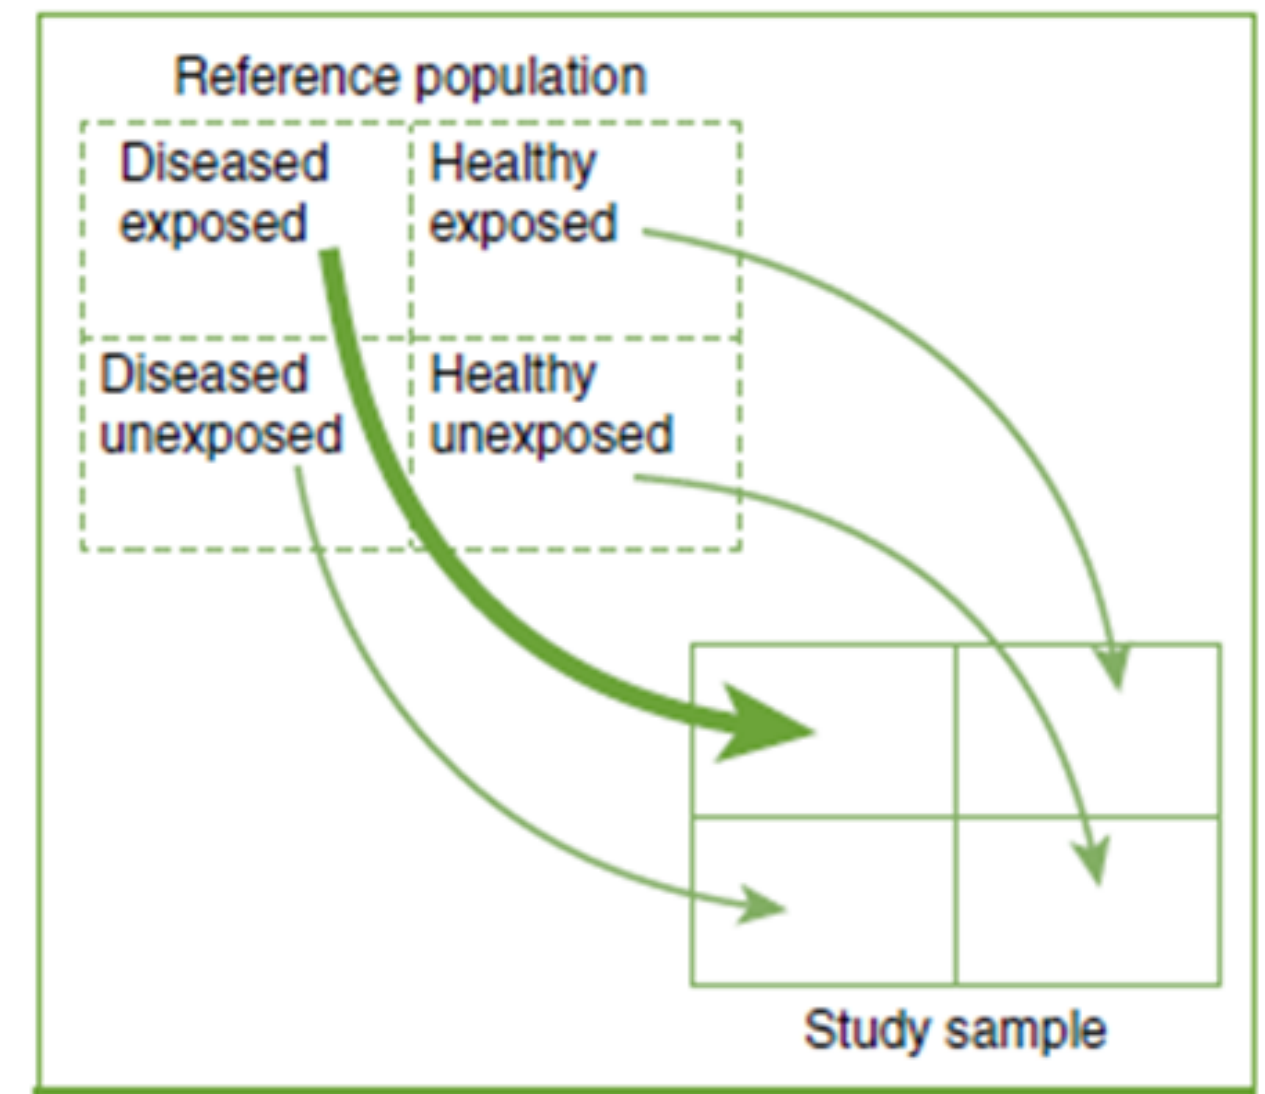 Reference population
Diseased
exposed
Healthy
exposed
Diseased
unexposed
Healthy
unexposed
Study sample